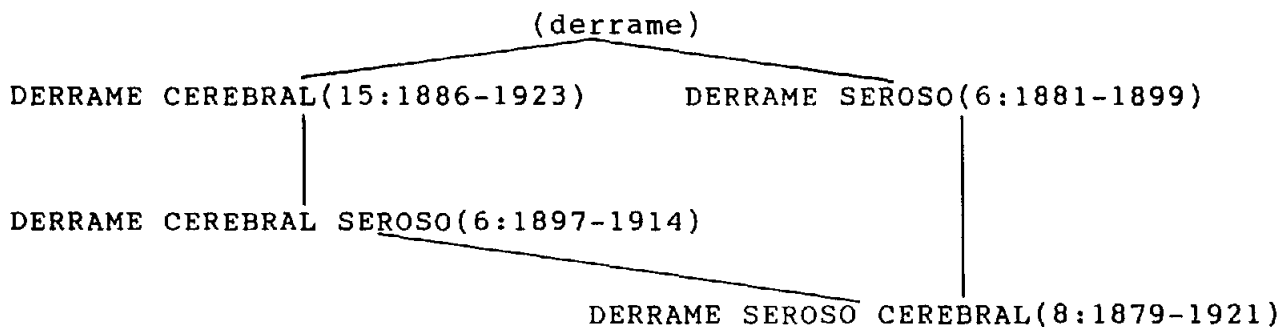 (derrame)
DERRAME CEREBRAL(15:1886-1923) DERRAME SEROSO(6:1881-1899)
DERRAME CEREBRAL SEROSO(6:1897-1914)
DERRAME SEROSO CEREBRAL(8:1879-1921)